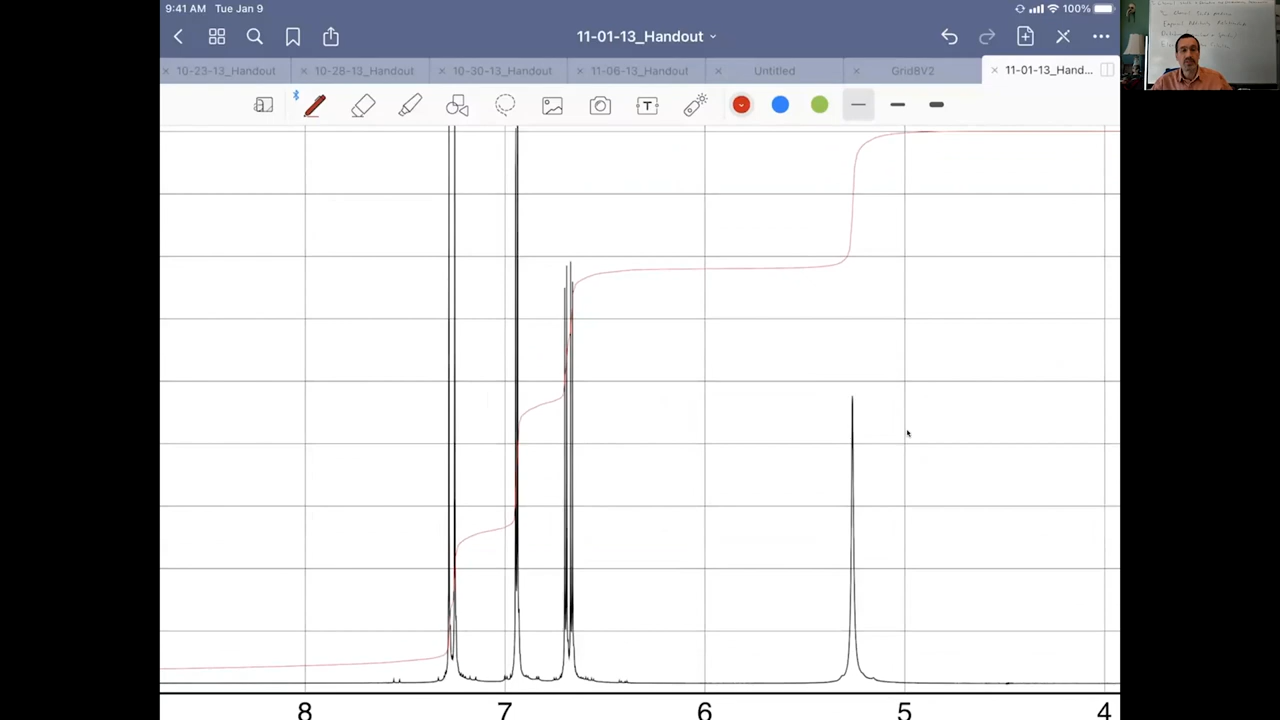 9:41 AM Tue Jan 9
100%
11-01-13_Handout
10-23-13_Handout
10-28-13_Handout
10-30-13_Handout
11-06-13_Handout
Untitled
GridBV2
11-01-13_Hand...
T
8
7
6
5
4